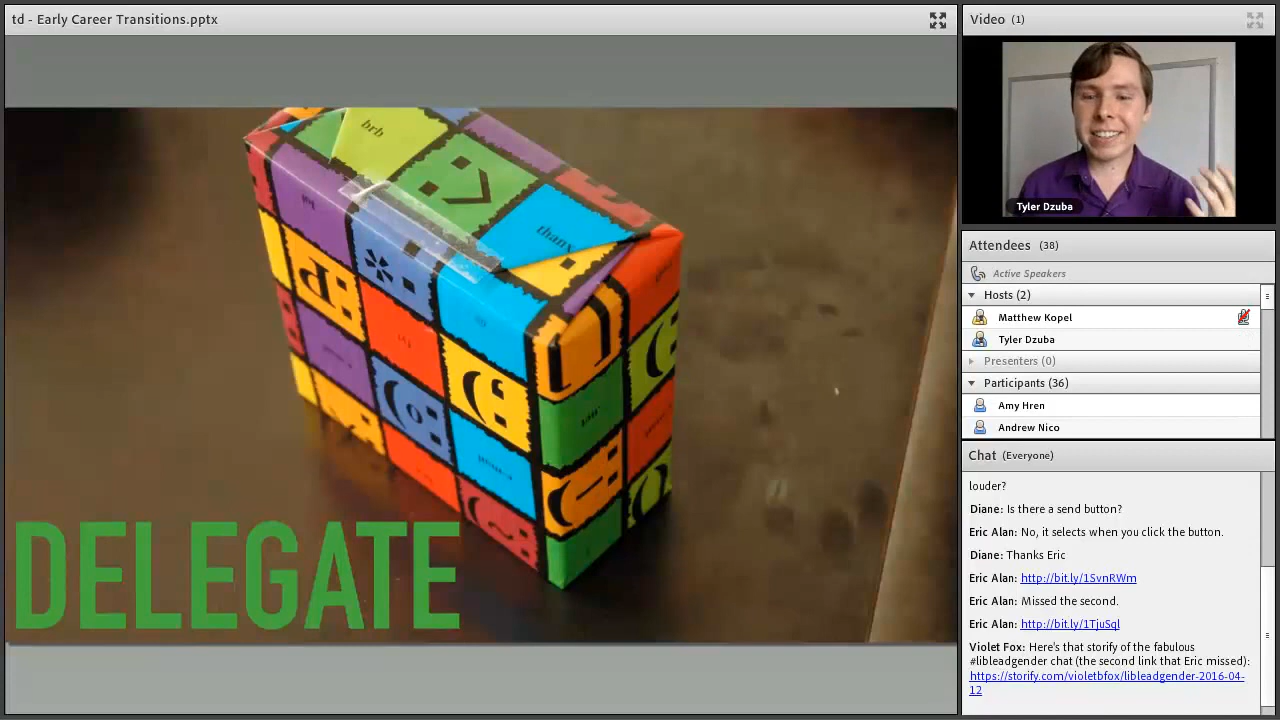 td - Early Career Transitions.pptx
brb
thanx
DELEGATE
Video (1)
Tyler Dzuba
Attendees (38)
Active Speakers
Hosts (2)
Matthew Kopel
Tyler Dzuba
Presenters (0)
Participants (36)
Amy Hren
Andrew Nico
Chat (Everyone)
louder?
Diane: Is there a send button?
Eric Alan: No, it selects when you click the button.
Diane: Thanks Eric
Eric Alan: http://bit.ly/1SvnRWm
Eric Alan: Missed the second.
Eric Alan: http://bit.ly/1TjuSql
Violet Fox: Here's that storify of the fabulous
#libleadgender chat (the second link that Eric missed):
https://storify.com/violetbfox/libleadgender-2016-04-
12